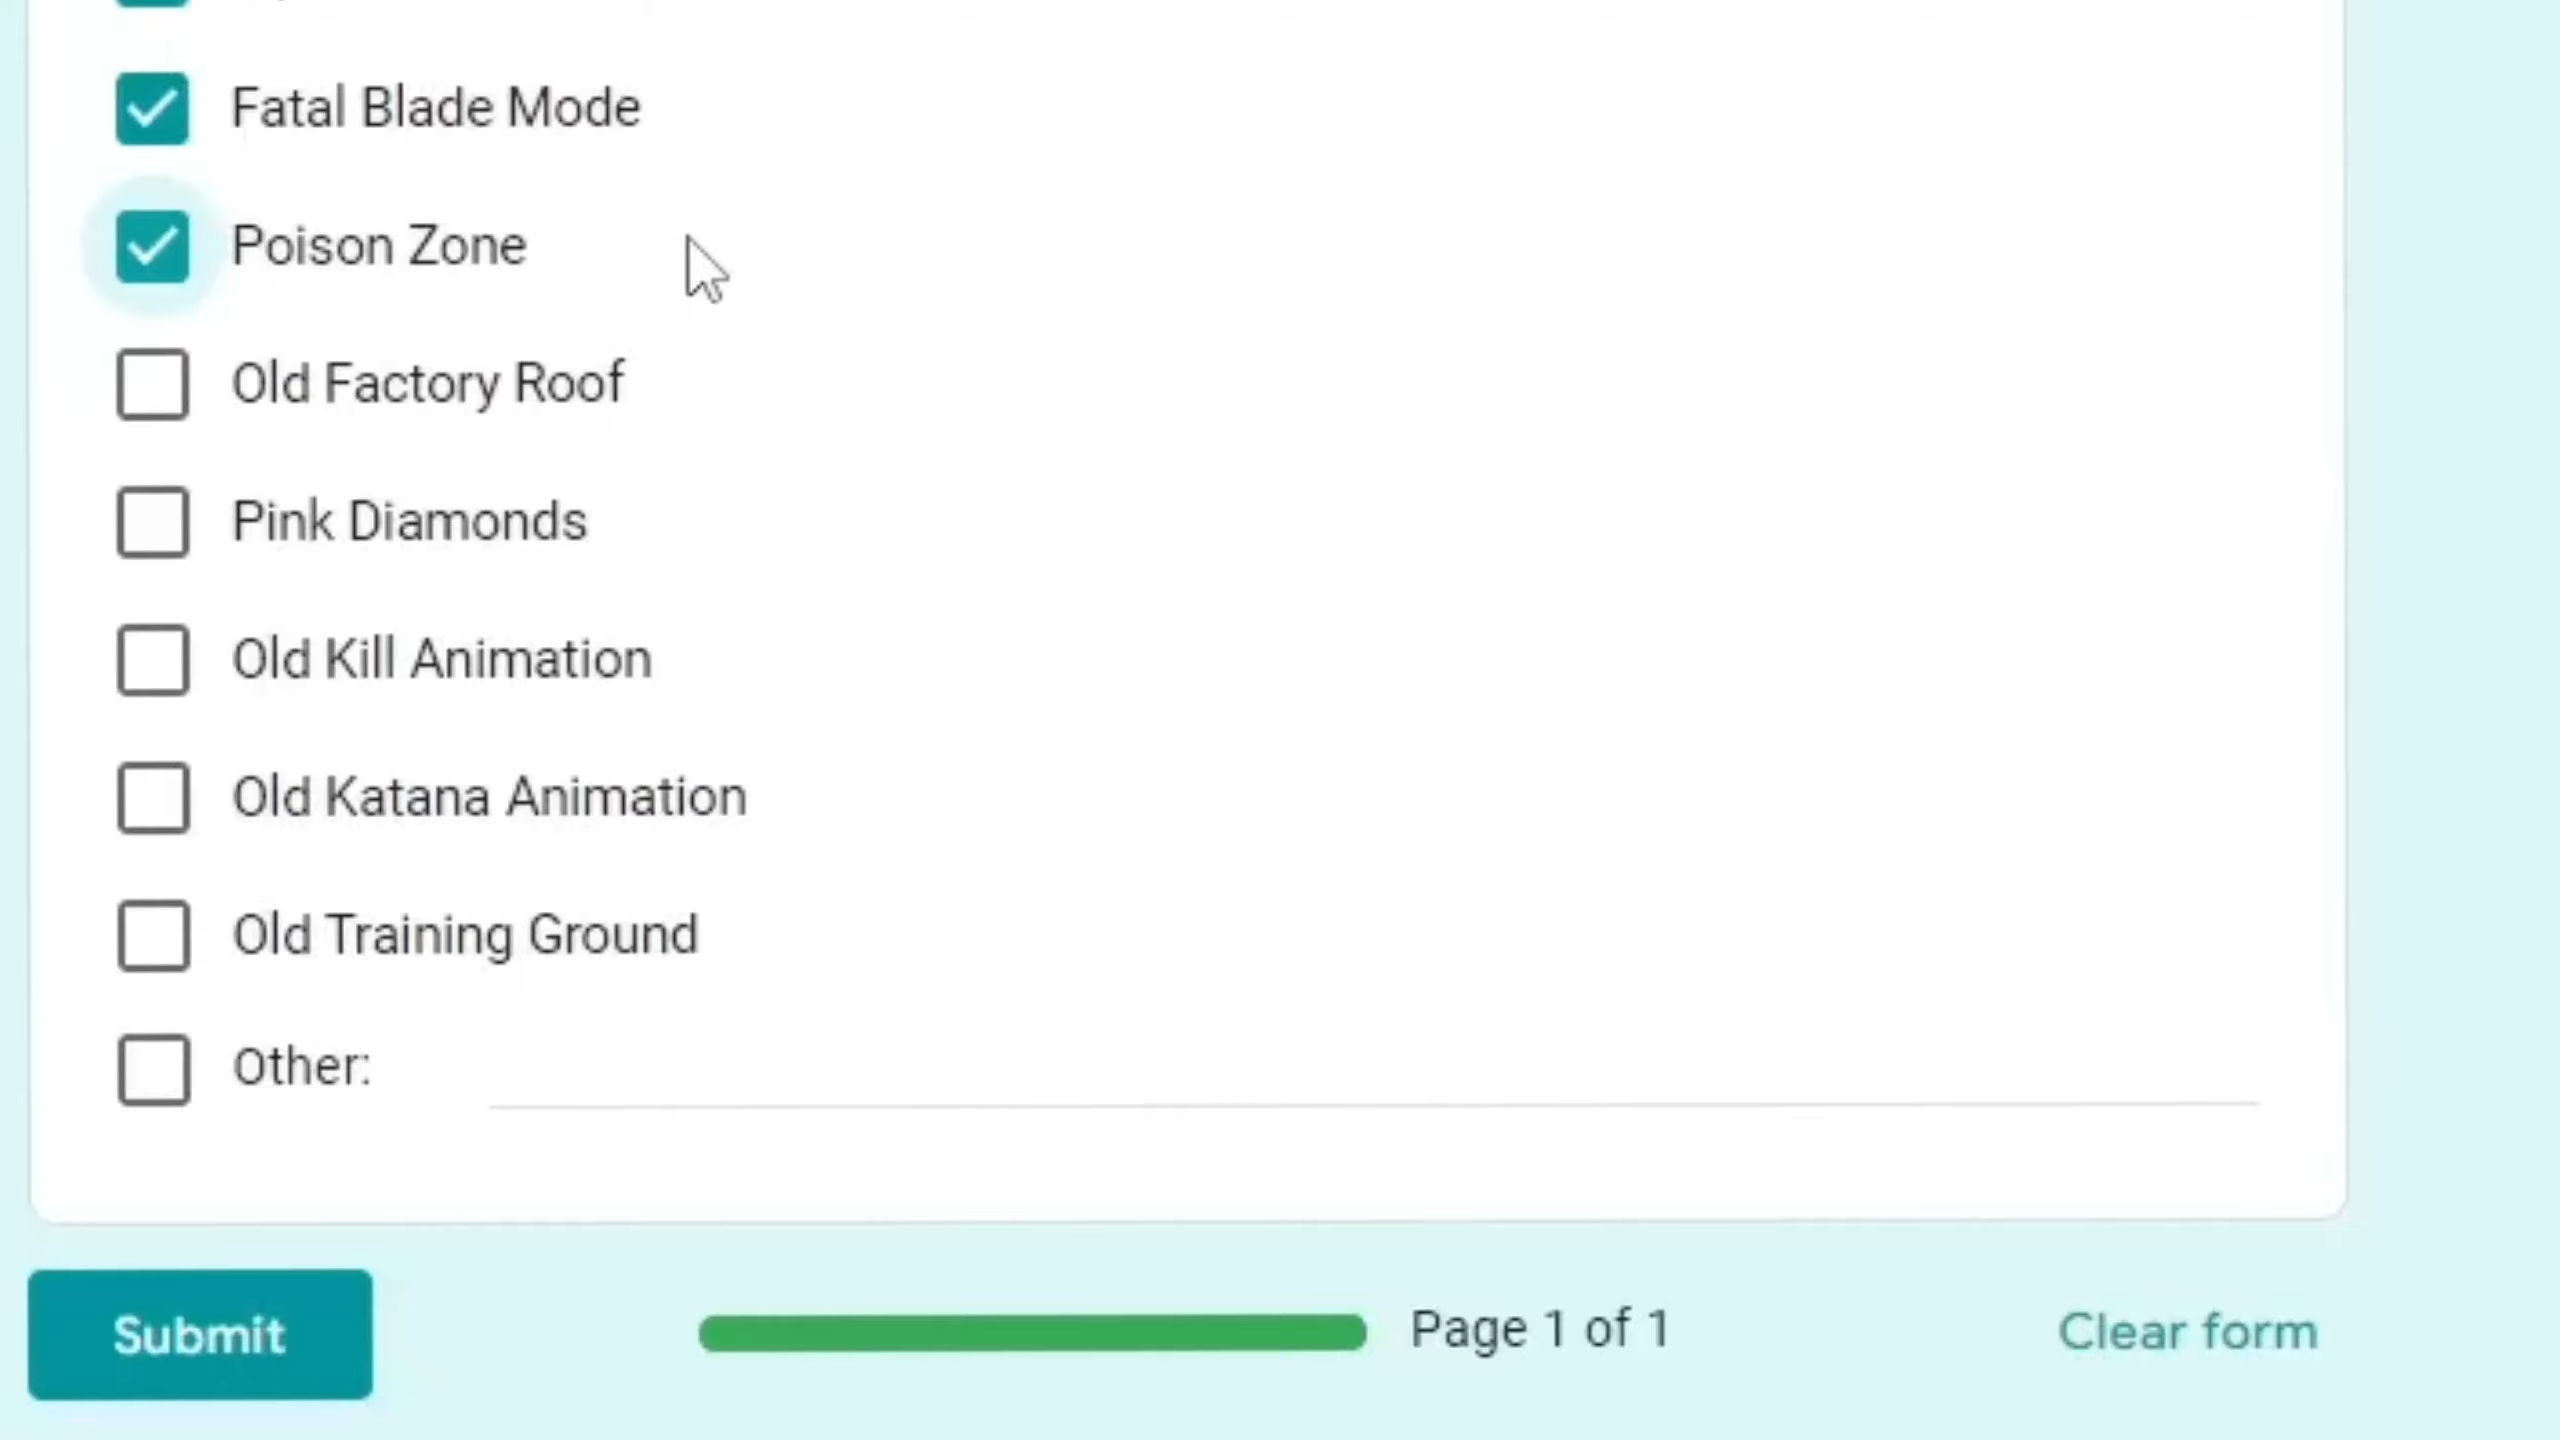 Fatal Blade Mode
Poison Zone
Old Factory Roof
Pink Diamonds
Old Kill Animation
Old Katana Animation
Old Training Ground
Other:
Submit
Page 1 of 1
Clear form